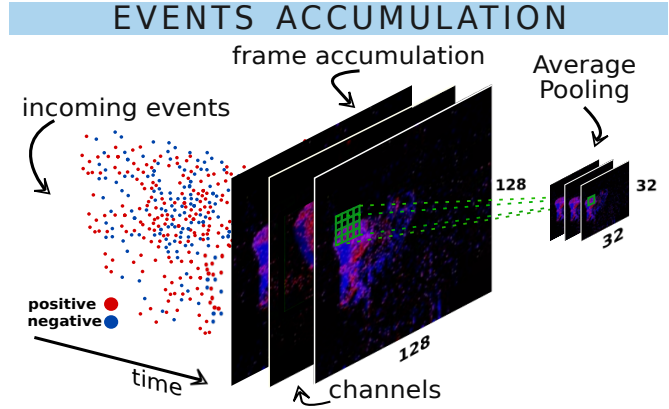 EVENTS ACCUMULATION
frame accumulation
Average
Pooling
incoming events
128
32
32
positive
negative
128
time
channels